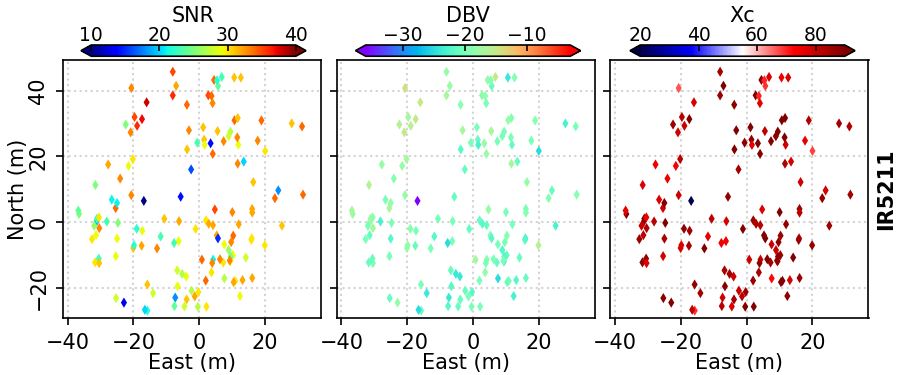 SNR DBV Xc
10 20 30 40 −30 −20 −10 20 40 60 80
40
20
0
−20
North (m)
IR5211
−40 −20 0 20 −40 −20 0 20 −40 −20 0 20
East (m) East (m) East (m)